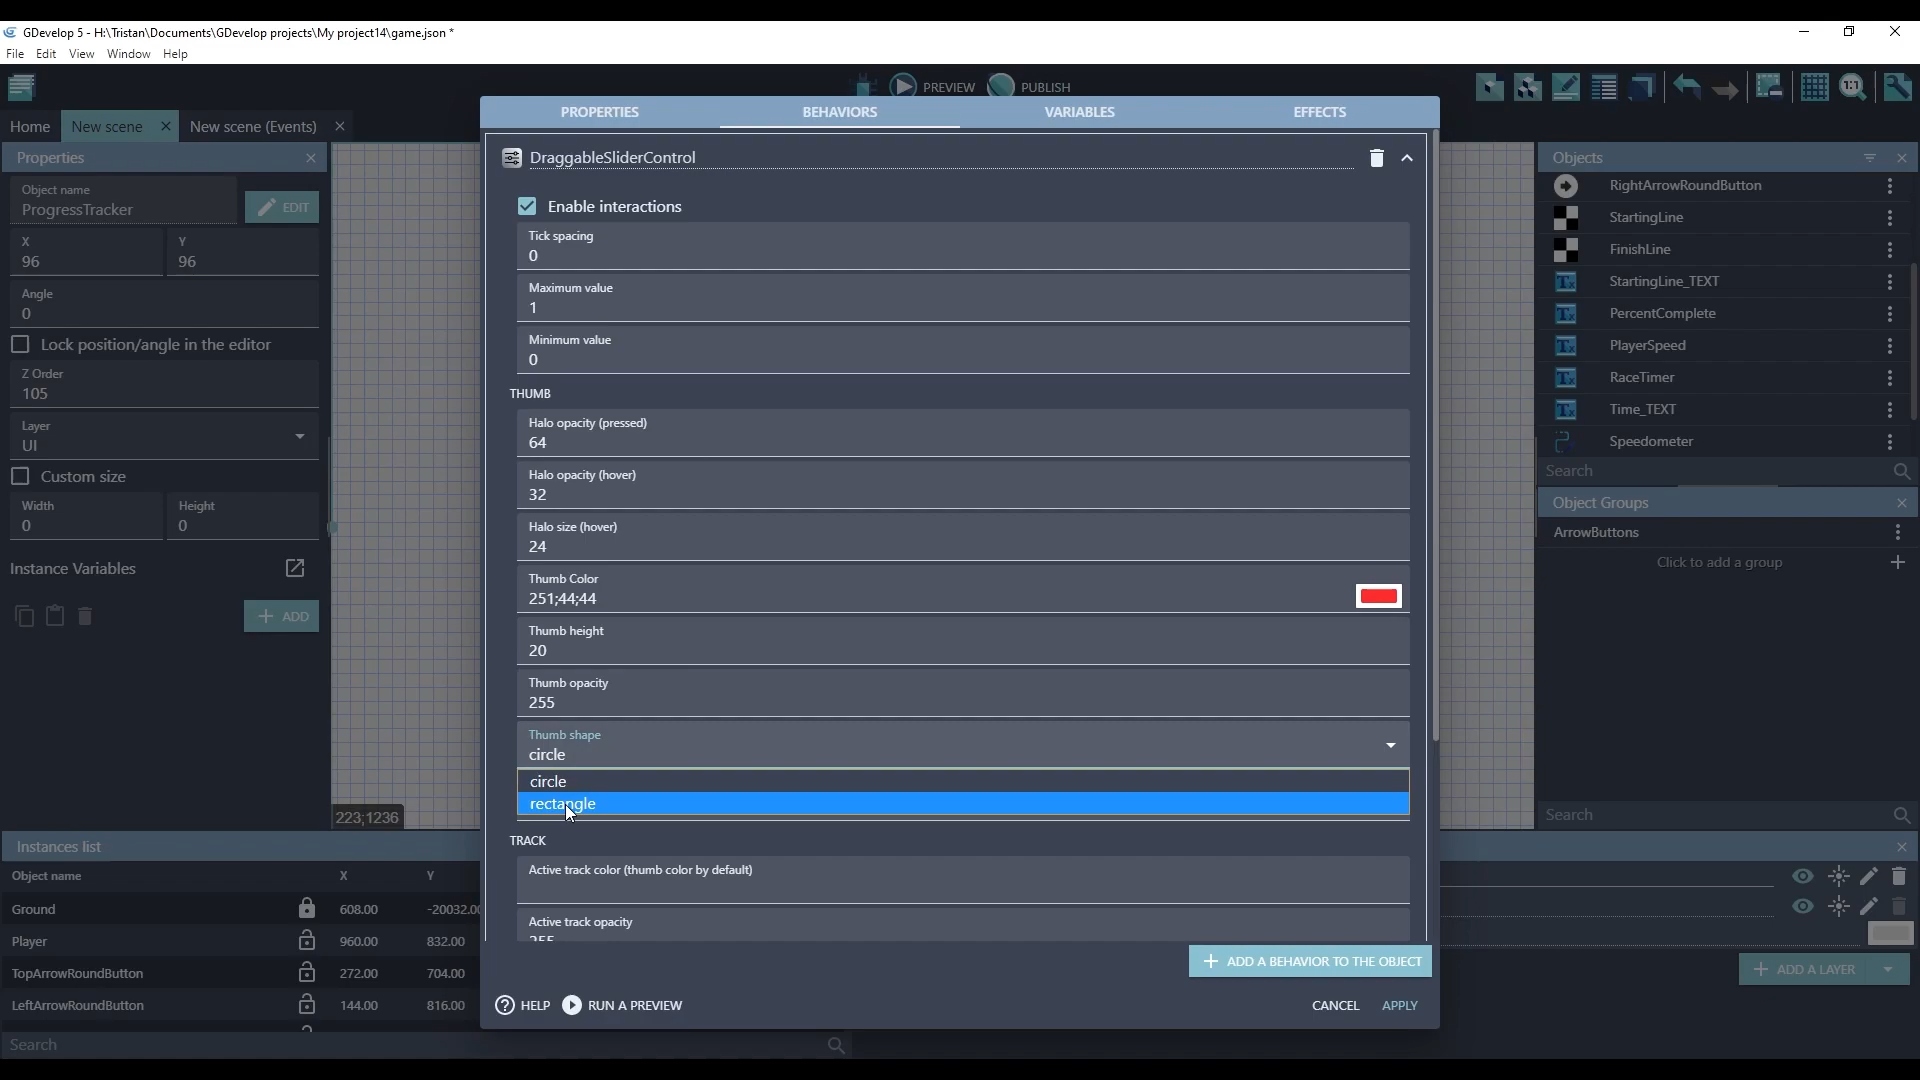 GDevelop 5 - H:\Tristan\Documents\GDevelop projects\My project14\game.json *
File Edit View Window Help
PREVIEW PUBLISH
Home New scene New scene (Events)
Properties
Object name
ProgressTracker
EDIT
X Y
96 96
Angle
0
Lock position/angle in the editor
Z Order
105
Layer
UI
Custom size
Width Height
0 0
Instance Variables
ADD
223;1236
Instances list
Object name X Y
Ground 608.00 -20032.00
Player 960.00 832.00
TopArrowRoundButton 272.00 704.00
LeftArrowRoundButton 144.00 816.00
Search
PROPERTIES BEHAVIORS VARIABLES EFFECTS
DraggableSliderControl
Enable interactions
Tick spacing
0
Maximum value
1
Minimum value
0
THUMB
Halo opacity (pressed)
64
Halo opacity (hover)
32
Halo size (hover)
24
Thumb Color
251;44;44
Thumb height
20
Thumb opacity
255
Thumb shape
circle
circle
rectangle
TRACK
Active track color (thumb color by default)
Active track opacity
255
ADD A BEHAVIOR TO THE OBJECT
HELP RUN A PREVIEW CANCEL APPLY
1:1
Objects
RightArrowRoundButton
StartingLine
FinishLine
StartingLine_TEXT
PercentComplete
PlayerSpeed
RaceTimer
Time_TEXT
Speedometer
Search
Object Groups
ArrowButtons
Click to add a group
Search
ADD A LAYER